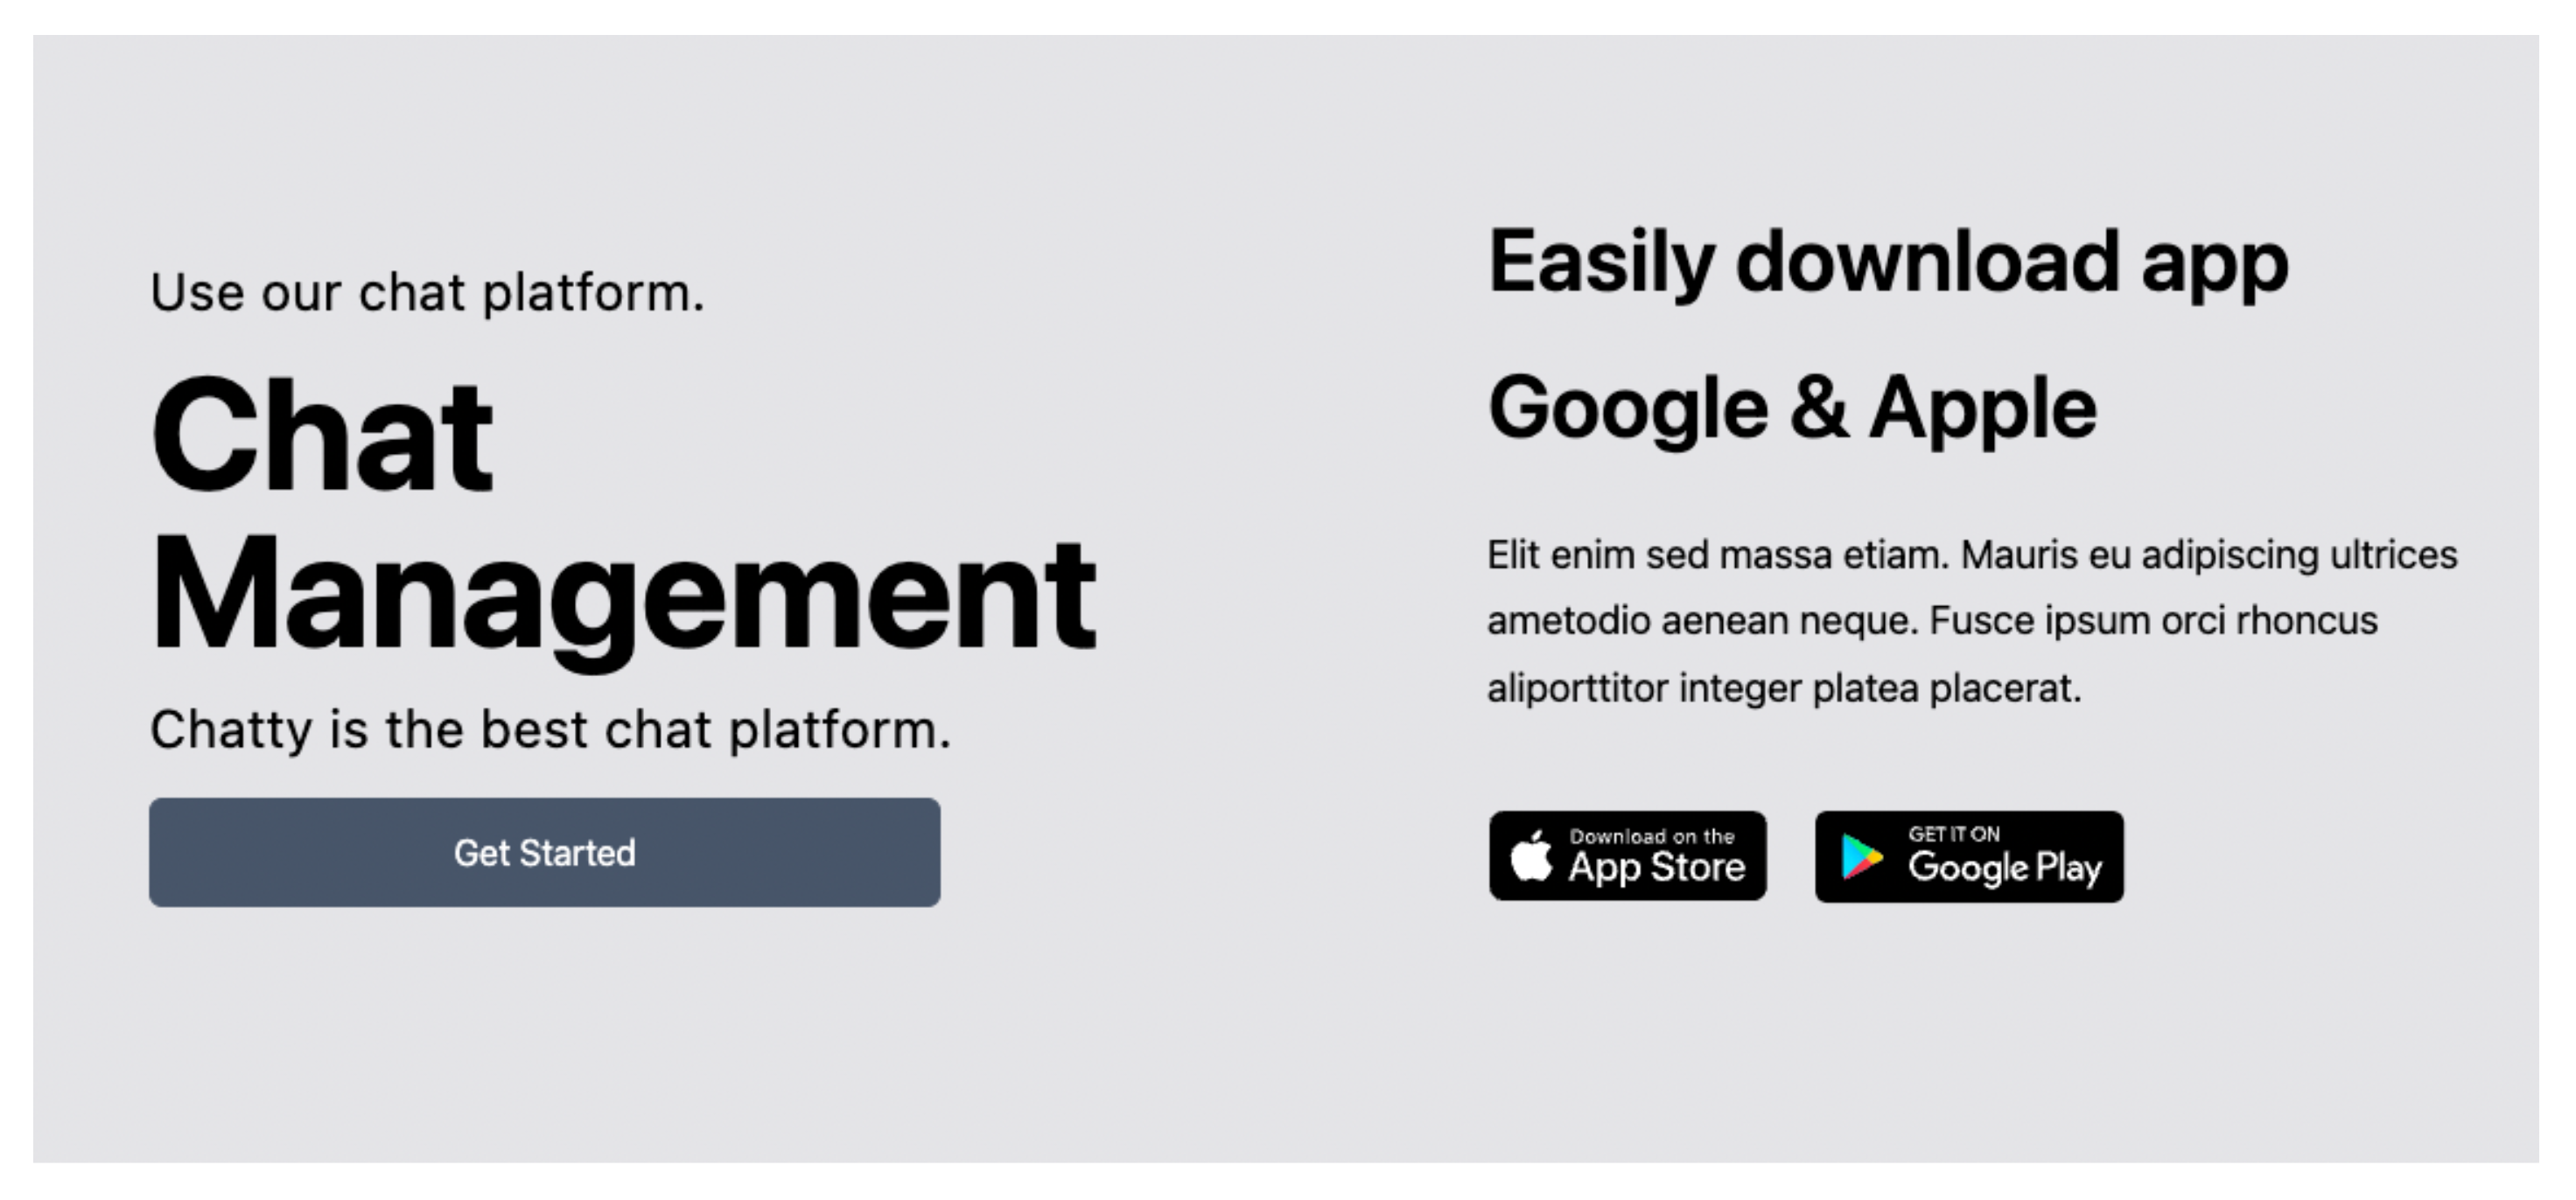 Use our chat platform.
Chat
Management
Chatty is the best chat platform.
Get Started
Easily download app
Google & Apple
Elit enim sed massa etiam. Mauris eu adipiscing ultrices
ametodio aenean neque. Fusce ipsum orci rhoncus
aliporttitor integer platea placerat.
Download on the
App Store
GET IT ON
Google Play